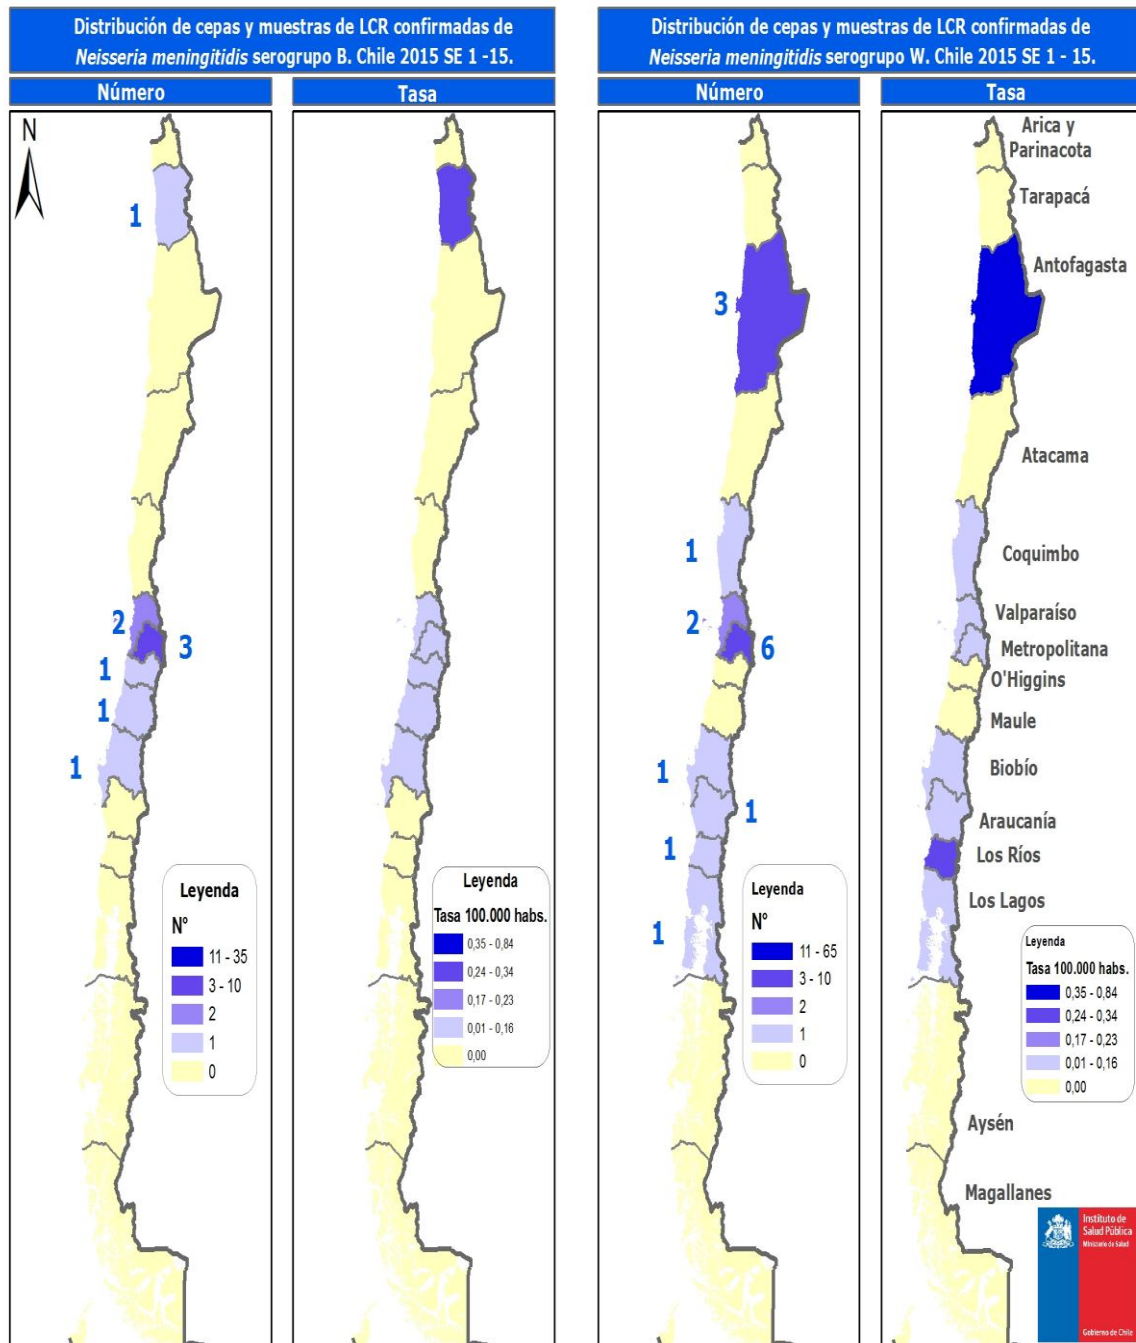 Distribución de cepas y muestras de LCR confirmadas de
Neisseria meningitidis serogrupo B. Chile 2015 SE 1 -15.
Número
Tasa
N
1
2
3
1
1
1
Leyenda
N°
11 - 35
3 - 10
2
1
0
Leyenda
Tasa 100.000 habs.
0,35 - 0,84
0,24 - 0,34
0,17 - 0,23
0,01 - 0,16
0,00
Distribución de cepas y muestras de LCR confirmadas de
Neisseria meningitidis serogrupo W. Chile 2015 SE 1 - 15.
Número
Tasa
3
1
2
6
1
1
1
1
Leyenda
N°
11 - 65
3 - 10
2
1
0
Arica y
Parinacota
Tarapacá
Antofagasta
Atacama
Coquimbo
Valparaíso
Metropolitana
O'Higgins
Maule
Biobío
Araucanía
Los Ríos
Los Lagos
Leyenda
Tasa 100.000 habs.
0,35 - 0,84
0,24 - 0,34
0,17 - 0,23
0,01 - 0,16
0,00
Aysén
Magallanes
Instituto de
Salud Pública
Ministerio de Salud
Gobierno de Chile